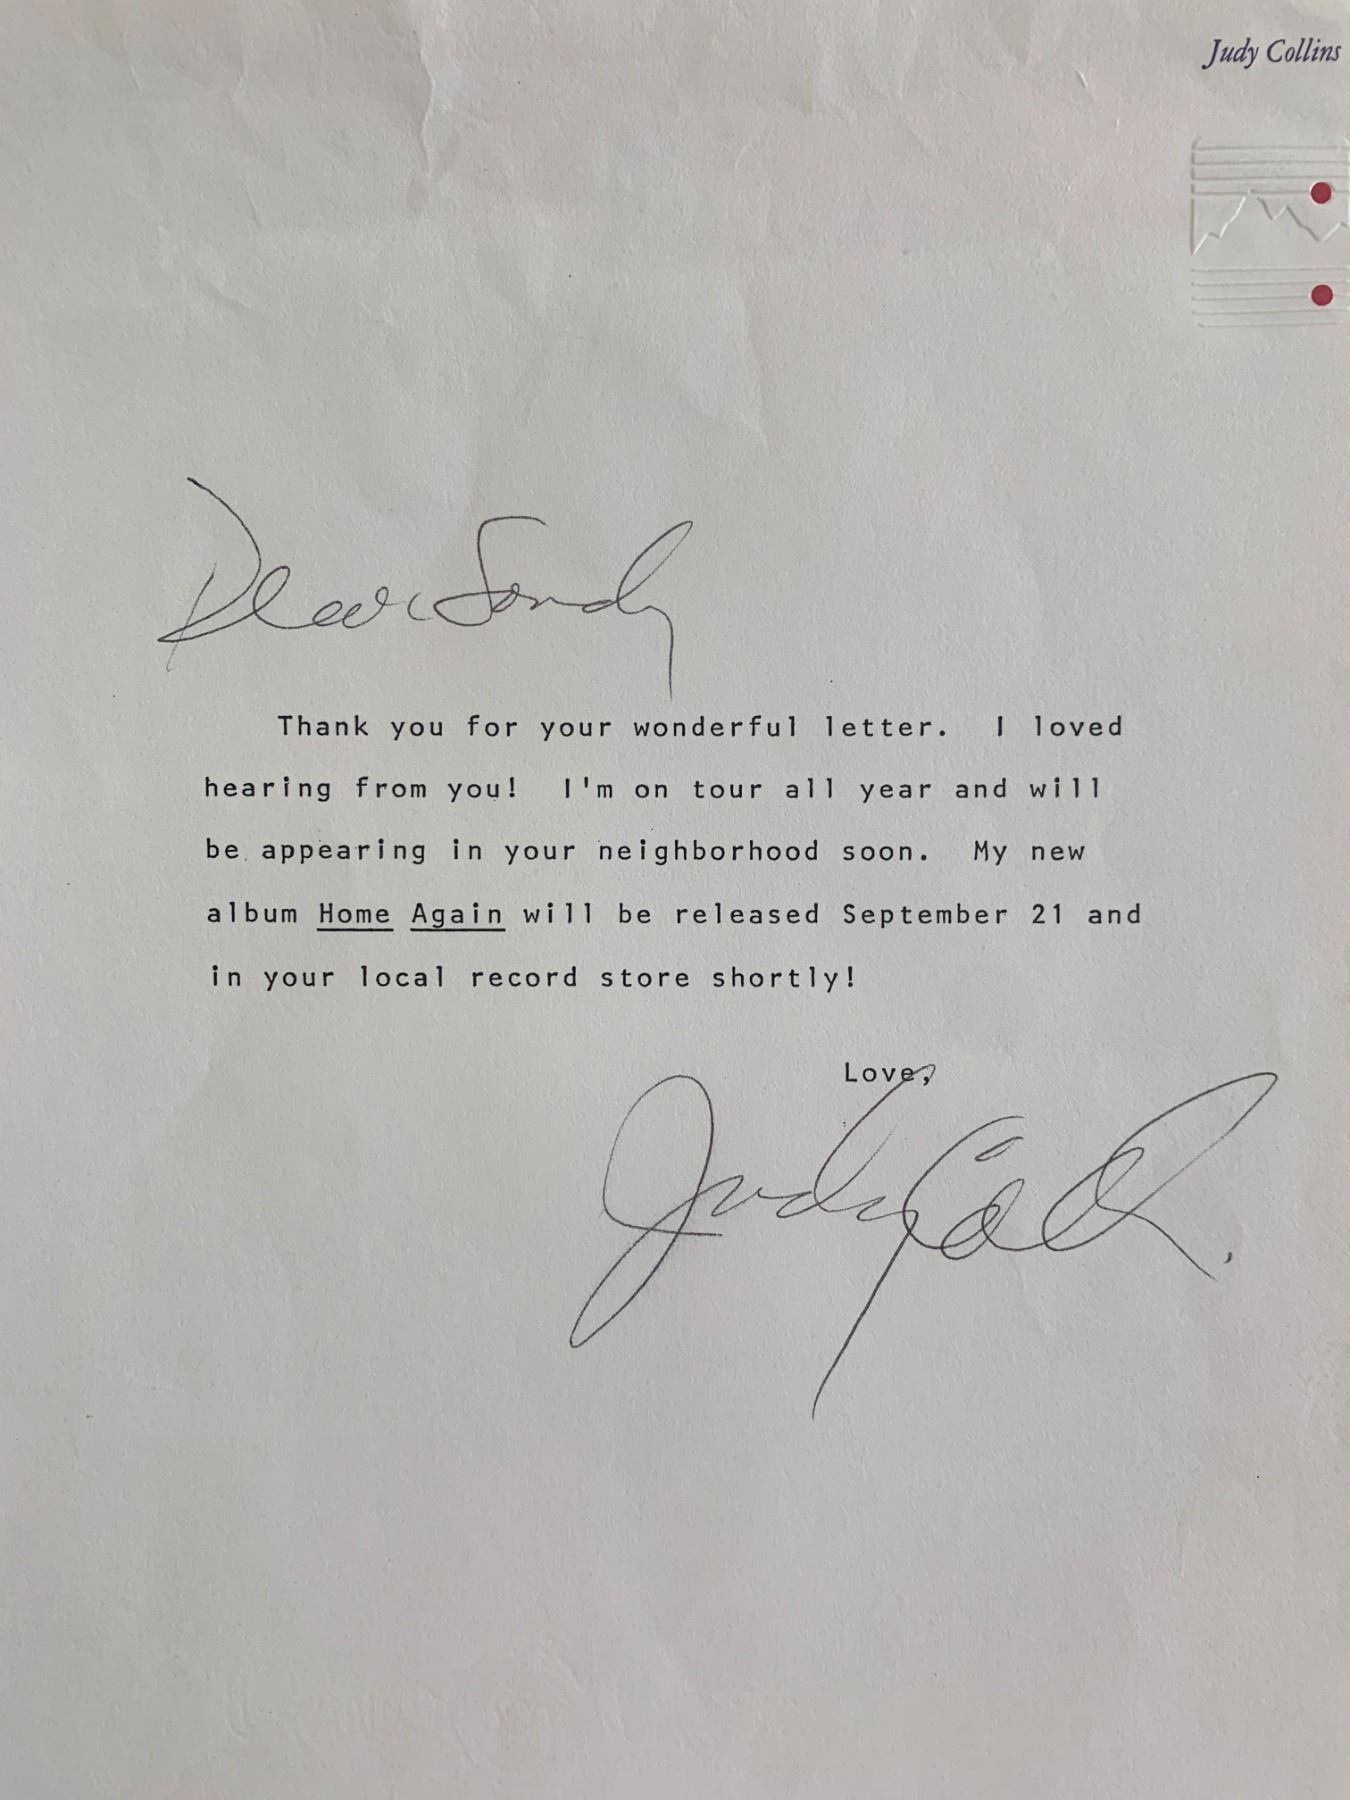 Judy Collins
Dear Sandy
Thank you for your wonderful letter. I loved
hearing from you! I'm on tour all year and will
be appearing in your neighborhood soon. My new
album Home Again will be released September 21 and
in your local record store shortly!
Love,
Judy Collins